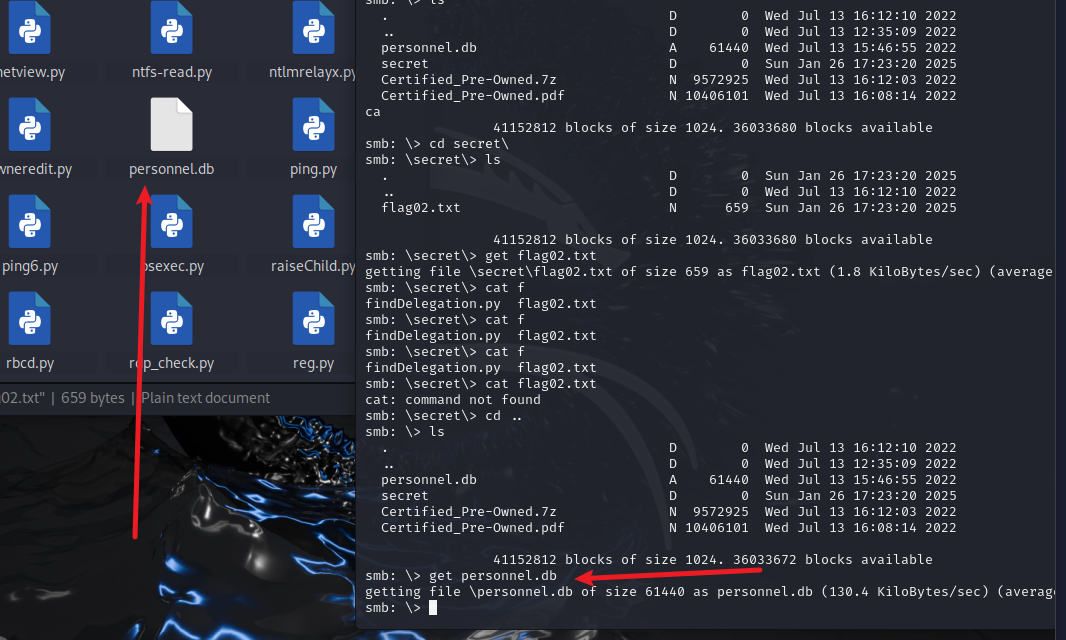 netview.py
ntfs-read.py
ntlmrelayx.py
wneredit.py
personnel.db
ping.py
ping6.py
psexec.py
raiseChild.py
rbcd.py
rdp_check.py
reg.py
02.txt" | 659 bytes | Plain text document
smb: \> ls
. D 0 Wed Jul 13 16:12:10 2022
.. D 0 Wed Jul 13 12:35:09 2022
personnel.db A 61440 Wed Jul 13 15:46:55 2022
secret D 0 Sun Jan 26 17:23:20 2025
Certified_Pre-Owned.7z N 9572925 Wed Jul 13 16:12:03 2022
Certified_Pre-Owned.pdf N 10406101 Wed Jul 13 16:08:14 2022
ca
41152812 blocks of size 1024. 36033680 blocks available
smb: \> cd secret\
smb: \secret\> ls
. D 0 Sun Jan 26 17:23:20 2025
.. D 0 Wed Jul 13 16:12:10 2022
flag02.txt N 659 Sun Jan 26 17:23:20 2025
41152812 blocks of size 1024. 36033680 blocks available
smb: \secret\> get flag02.txt
getting file \secret\flag02.txt of size 659 as flag02.txt (1.8 KiloBytes/sec) (average
smb: \secret\> cat f
findDelegation.py flag02.txt
smb: \secret\> cat f
findDelegation.py flag02.txt
smb: \secret\> cat f
findDelegation.py flag02.txt
smb: \secret\> cat flag02.txt
cat: command not found
smb: \secret\> cd ..
smb: \> ls
. D 0 Wed Jul 13 16:12:10 2022
.. D 0 Wed Jul 13 12:35:09 2022
personnel.db A 61440 Wed Jul 13 15:46:55 2022
secret D 0 Sun Jan 26 17:23:20 2025
Certified_Pre-Owned.7z N 9572925 Wed Jul 13 16:12:03 2022
Certified_Pre-Owned.pdf N 10406101 Wed Jul 13 16:08:14 2022
41152812 blocks of size 1024. 36033672 blocks available
smb: \> get personnel.db
getting file \personnel.db of size 61440 as personnel.db (130.4 KiloBytes/sec) (averag
smb: \>